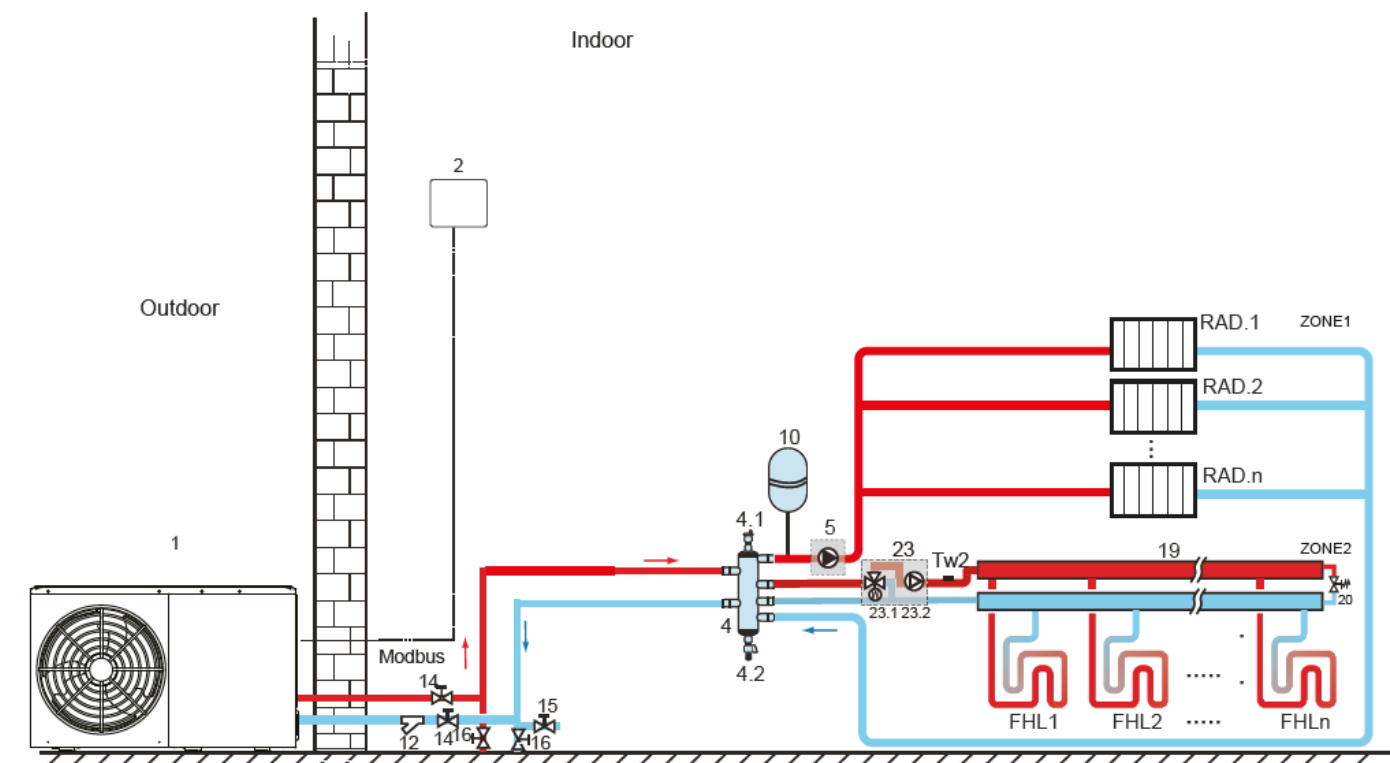 Indoor
2
Outdoor
RAD.1 ZONE1
RAD.2
10
RAD.n
4.1 5
1 23 Tw2 19 ZONE2
23.1 23.2 20
4
Modbus 4.2
14
15
12 14 16 16
FHL1 FHL2 ..... FHLn